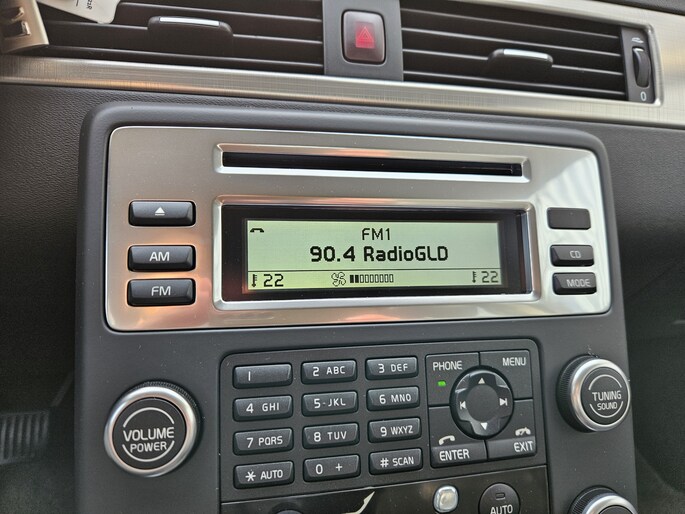 0
FM1
90.4 RadioGLD
22 22
AM
FM
CD
MODE
1 2 ABC 3 DEF
4 GHI 5-JKL 6 MNO
7 PQRS 8 TUV 9 WXYZ
* AUTO 0 + # SCAN
PHONE MENU
ENTER EXIT
VOLUME
POWER
TUNING
SOUND
AUTO